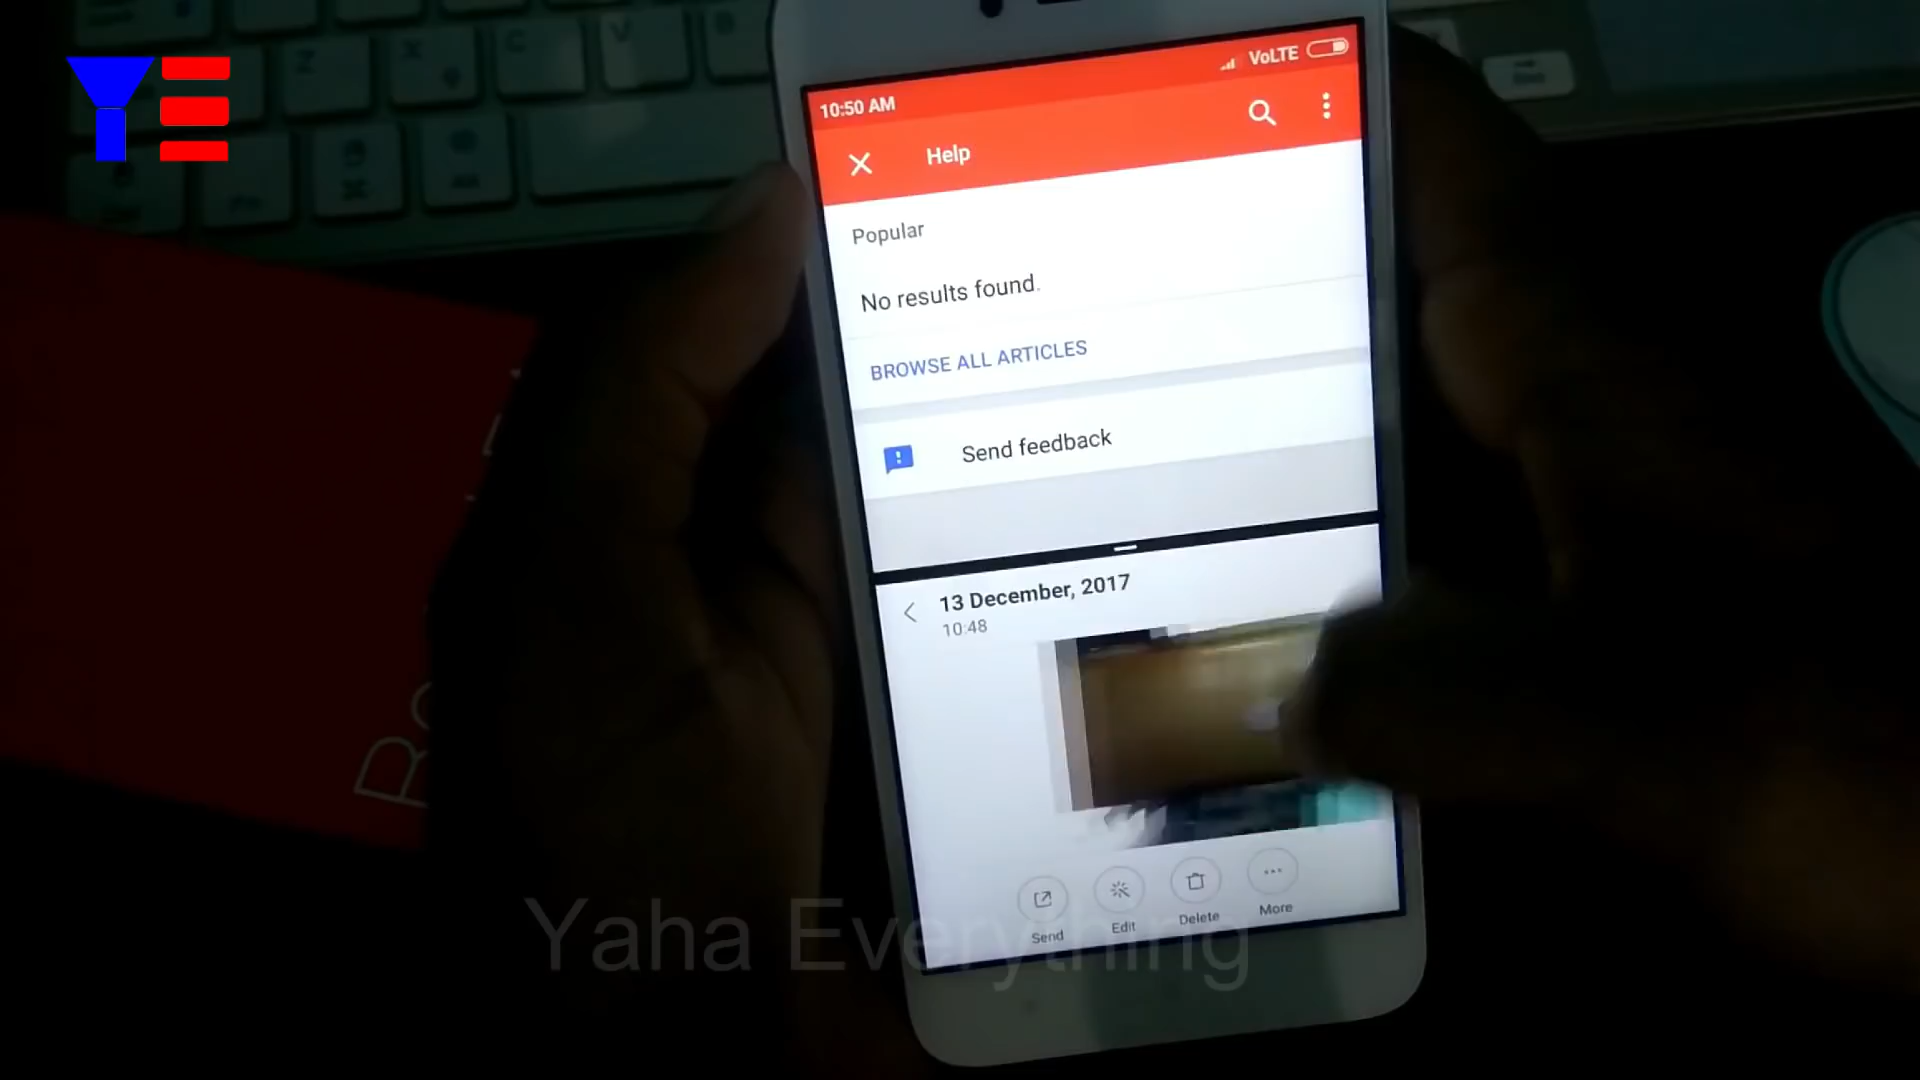 YE
10:50 AM
VoLTE
Help
Popular
No results found.
BROWSE ALL ARTICLES
Send feedback
13 December, 2017
10:48
Send
Edit
Delete
More
Yaha Everything
Z
X
C
V
B